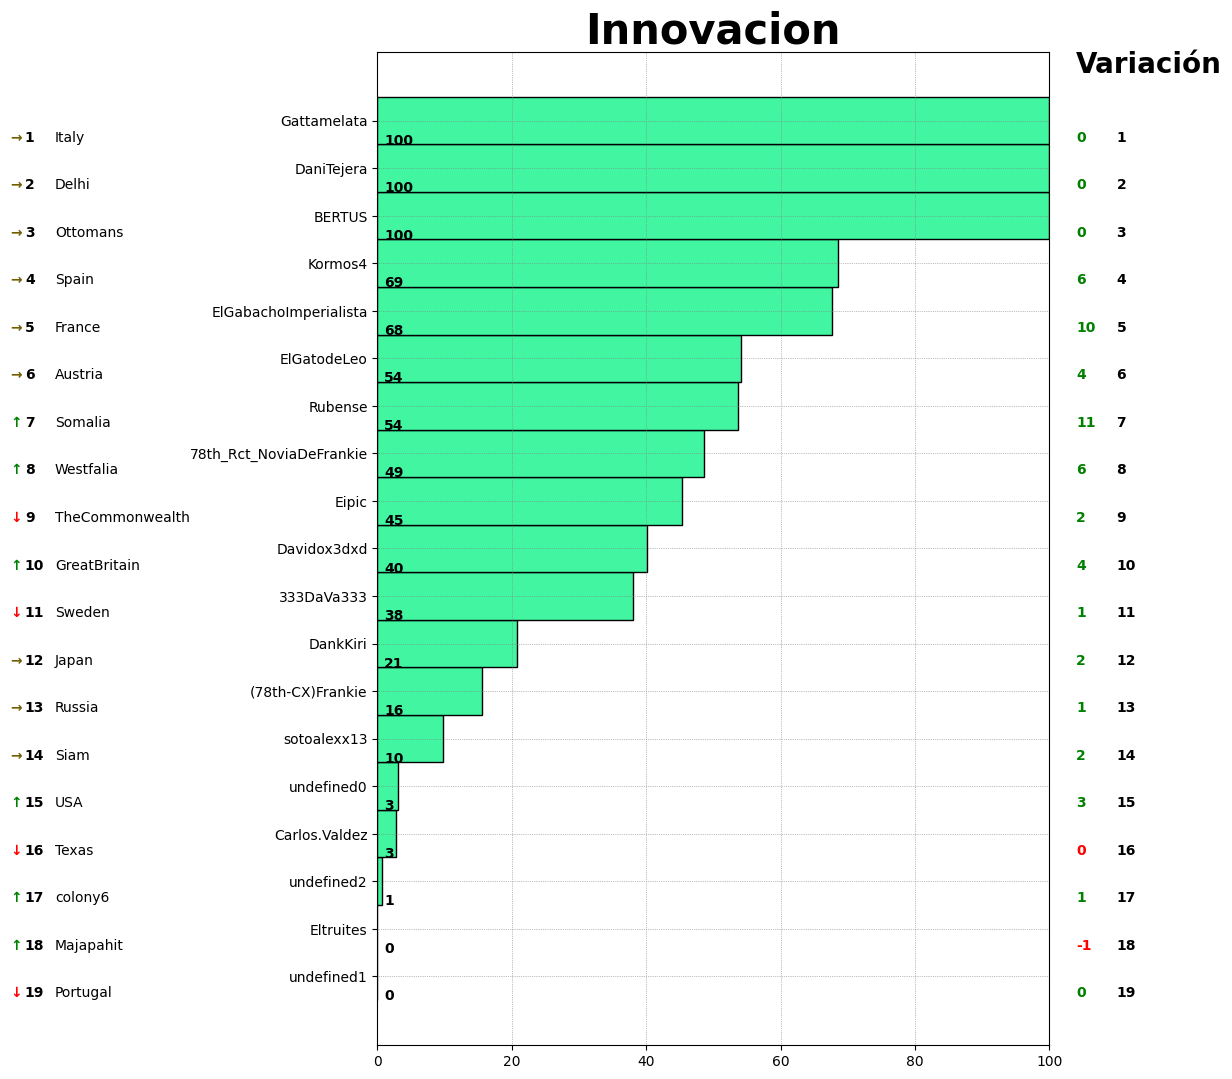 Innovacion
Variación
→ 1 Italy Gattamelata 100 0 1
→ 2 Delhi DaniTejera 100 0 2
→ 3 Ottomans BERTUS 100 0 3
→ 4 Spain Kormos4 69 6 4
→ 5 France ElGabachoImperialista 68 10 5
→ 6 Austria ElGatodeLeo 54 4 6
↑ 7 Somalia Rubense 54 11 7
↑ 8 Westfalia 78th_Rct_NoviaDeFrankie 49 6 8
↓ 9 TheCommonwealth Eipic 45 2 9
↑ 10 GreatBritain Davidox3dxd 40 4 10
↓ 11 Sweden 333DaVa333 38 1 11
→ 12 Japan DankKiri 21 2 12
→ 13 Russia (78th-CX)Frankie 16 1 13
→ 14 Siam sotoalexx13 10 2 14
↑ 15 USA undefined0 3 3 15
↓ 16 Texas Carlos.Valdez 3 0 16
↑ 17 colony6 undefined2 1 1 17
↑ 18 Majapahit Eltruites 0 -1 18
↓ 19 Portugal undefined1 0 0 19
0 20 40 60 80 100